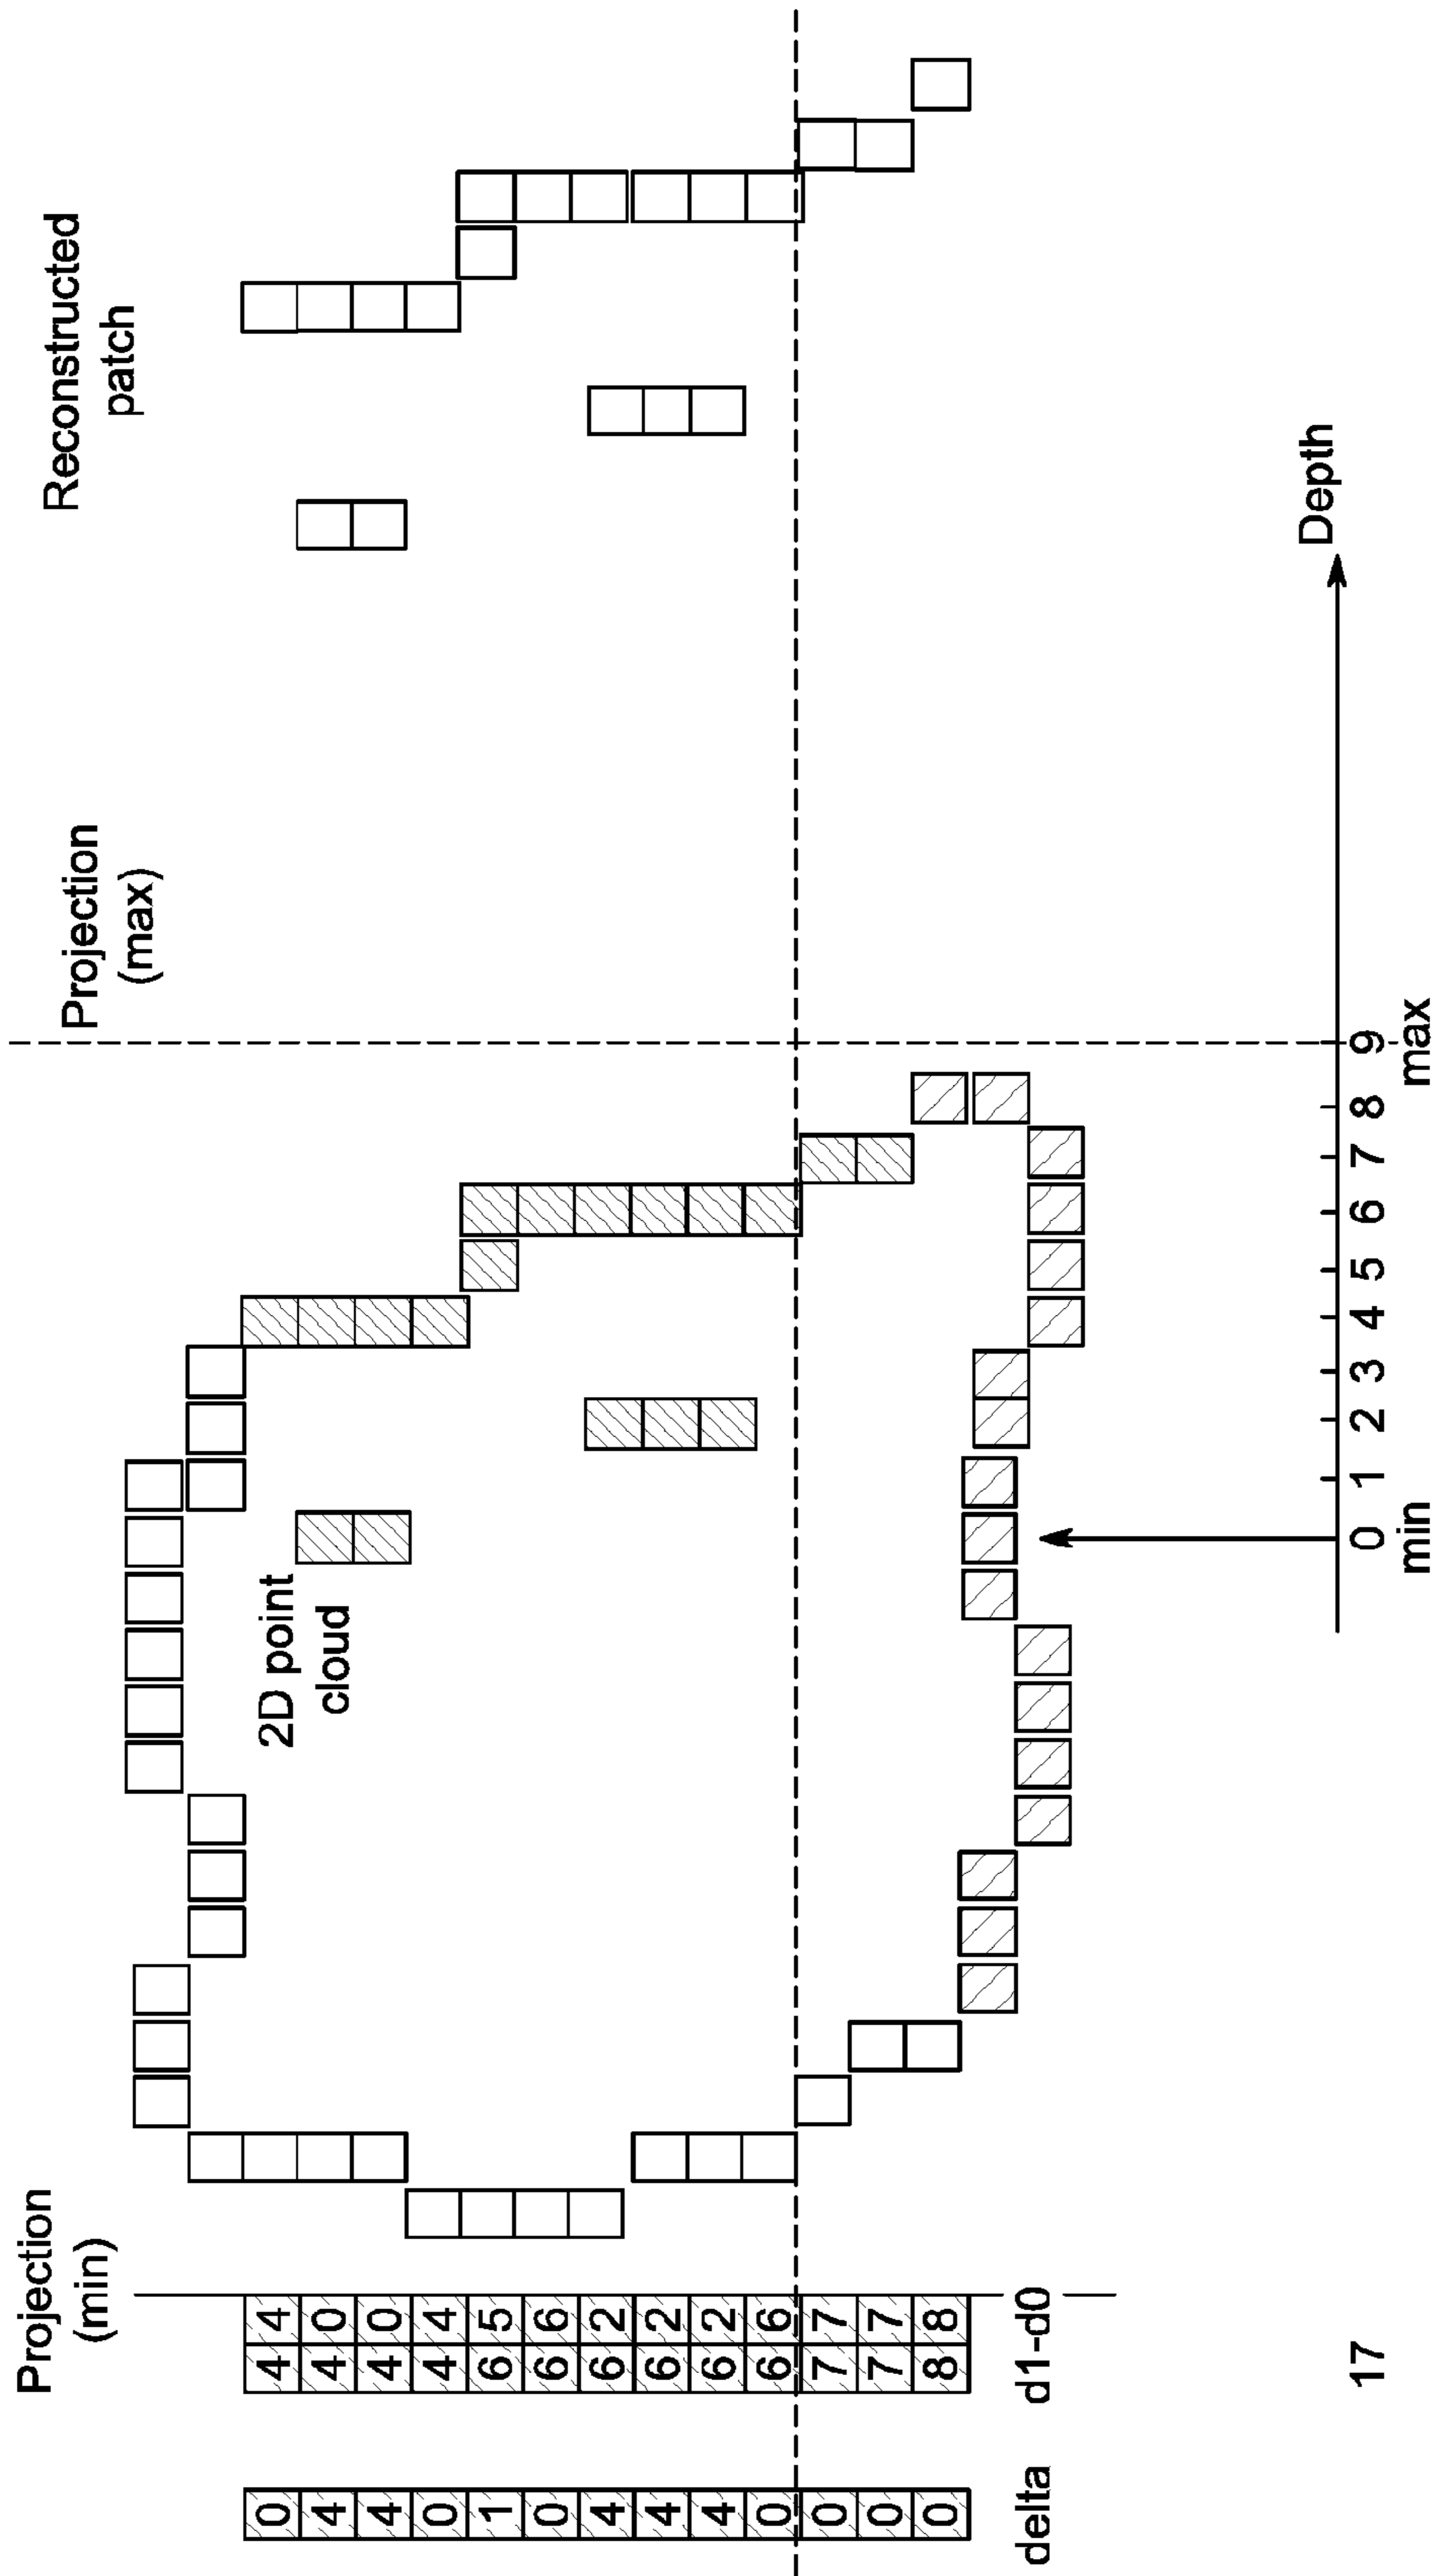 Projection
(min)
Projection
(max)
Reconstructed
patch
2D point
cloud
0 4 4
4 4 0
4 4 0
0 4 4
1 6 5
0 6 6
4 6 2
4 6 2
4 6 2
0 6 6
0 7 7
0 7 7
0 8 8
delta d1-d0
Depth
17 0 1 2 3 4 5 6 7 8 9
min max